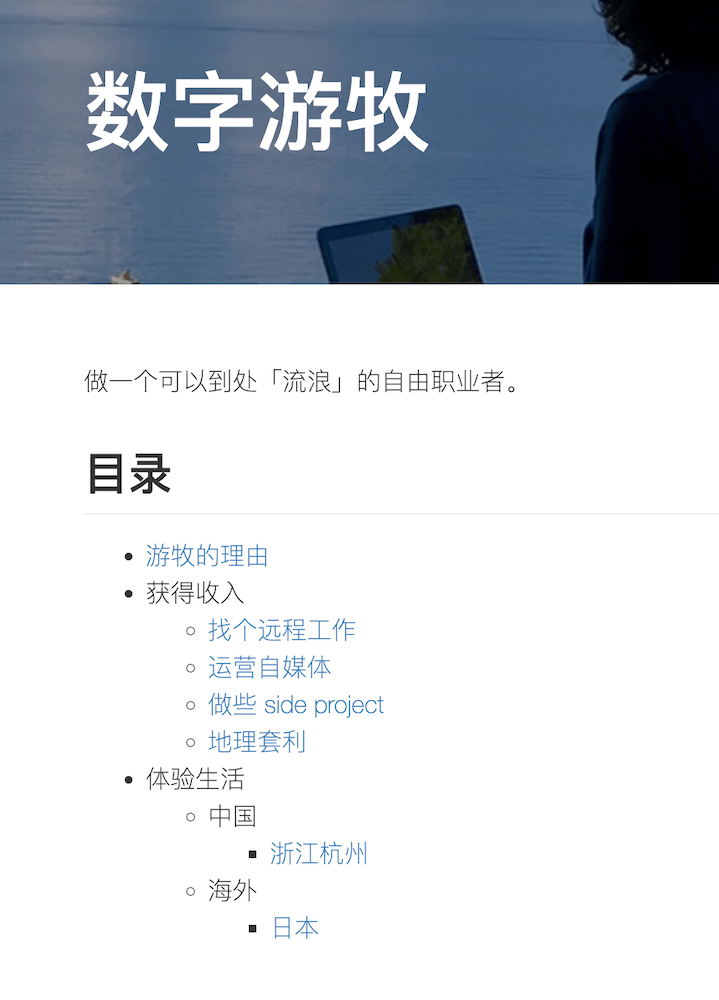 数字游牧
做一个可以到处「流浪」的自由职业者。
目录
游牧的理由
获得收入
找个远程工作
运营自媒体
做些 side project
地理套利
体验生活
中国
浙江杭州
海外
日本